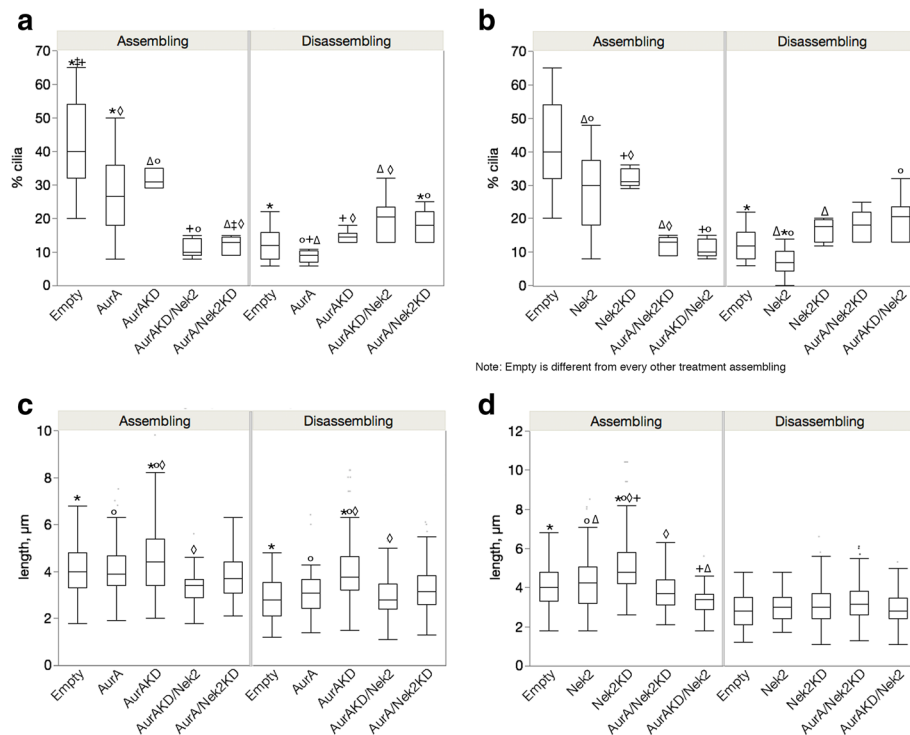 a
Assembling Disassembling
70
60
50
40
30
20
10
0
% cilia
*‡+
*◊
Δo
+o
Δ‡◊
*
o+Δ
+◊
Δ◊
*o
Empty AurA AurAKD AurAKD/Nek2 AurA/Nek2KD Empty AurA AurAKD AurAKD/Nek2 AurA/Nek2KD
b
Assembling Disassembling
70
60
50
40
30
20
10
0
% cilia
Δo
+◊
Δ◊
+o
*
Δ*o
Δ
o
Empty Nek2 Nek2KD AurA/Nek2KD AurAKD/Nek2 Empty Nek2 Nek2KD AurA/Nek2KD AurAKD/Nek2
Note: Empty is different from every other treatment assembling
c
Assembling Disassembling
10
8
6
4
2
0
length, μm
*
o
*o◊
◊
*
o
*o◊
◊
Empty AurA AurAKD AurAKD/Nek2 AurA/Nek2KD Empty AurA AurAKD AurAKD/Nek2 AurA/Nek2KD
d
Assembling Disassembling
12
10
8
6
4
2
0
length, μm
*
oΔ
*o◊+
◊
+Δ
Empty Nek2 Nek2KD AurA/Nek2KD AurAKD/Nek2 Empty Nek2 Nek2KD AurA/Nek2KD AurAKD/Nek2